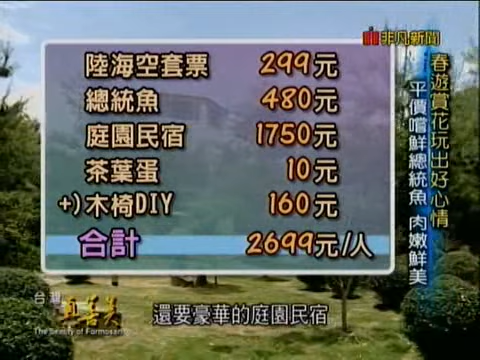 非凡新聞
陸海空套票 299元
總統魚 480元
庭園民宿 1750元
茶葉蛋 10元
+)木椅DIY 160元
合計 2699元/人
春遊賞花玩出好心情
平價嚐鮮總統魚 肉嫩鮮美
台灣真善美
The Beauty of Formosa
還要豪華的庭園民宿